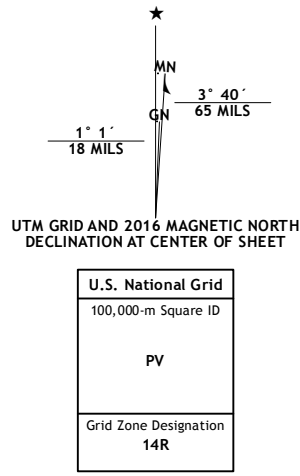 MN
3° 40´
65 MILS
GN
1° 1´
18 MILS
UTM GRID AND 2016 MAGNETIC NORTH
DECLINATION AT CENTER OF SHEET
U.S. National Grid
100,000-m Square ID
PV
Grid Zone Designation
14R